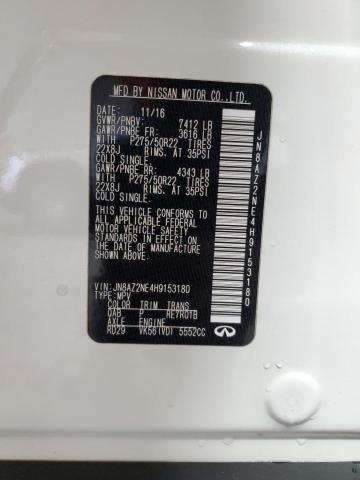 MFD BY NISSAN MOTOR CO.,LTD.
11/16
GVWR/PNBV: 7412 LB
GAWR/PNBE FR: 3616 LB
WITH P275/50R22 TIRES
22X8J RIMS. AT 35PSI
COLD SINGLE.
GAWR/PNBE RR: 4343 LB
WITH P275/50R22 TIRES
22X8J RIMS. AT 35PSI
COLD SINGLE.
THIS VEHICLE CONFORMS TO
ALL APPLICABLE FEDERAL
MOTOR VEHICLE SAFETY
STANDARDS IN EFFECT ON THE
DATE OF MANUFACTURE
SHOWN ABOVE.
VIN: JN8AZ2NE4H9153180
TYPE:MPV
COLOR TRIM TRANS
QAB P RE7R01B
AXLE ENGINE
RD29 VK56(VD) 5552CC
INFINITI
JN8AZ2NE4H9153180